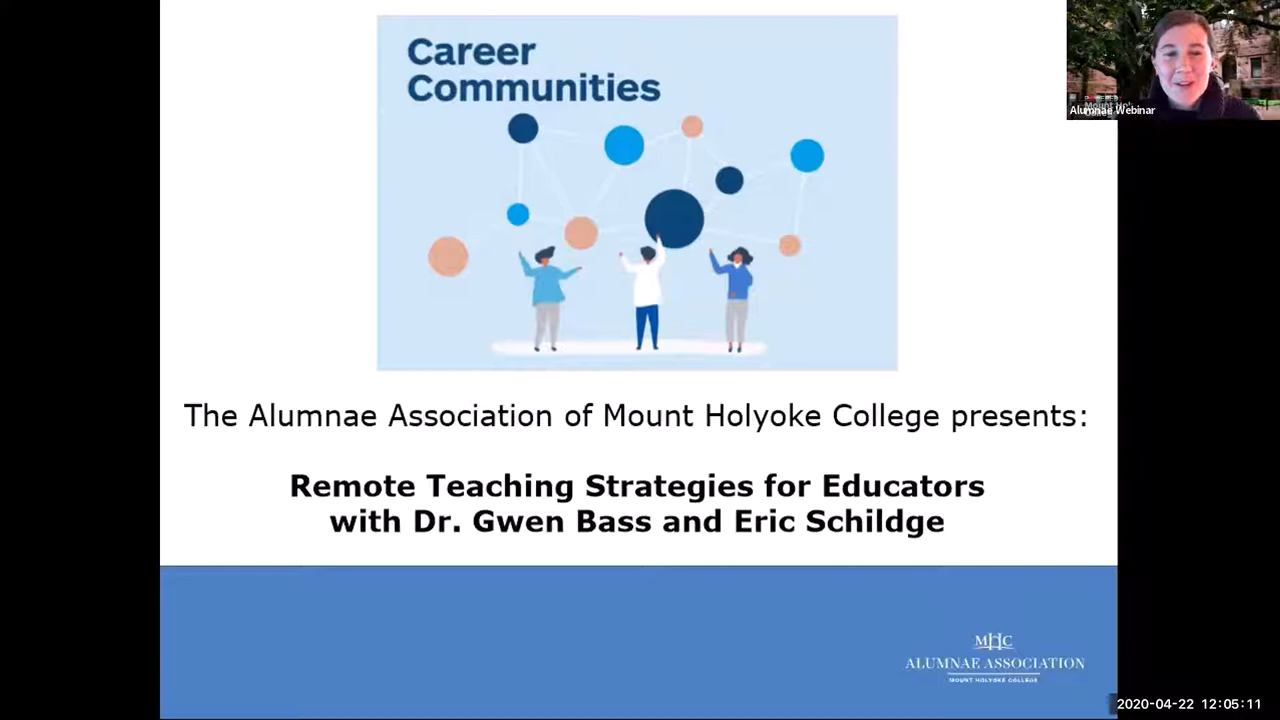 Career
Communities
Alumnae Webinar
The Alumnae Association of Mount Holyoke College presents:
Remote Teaching Strategies for Educators
with Dr. Gwen Bass and Eric Schildge
MHC
ALUMNAE ASSOCIATION
MOUNT HOLYOKE COLLEGE
2020-04-22 12:05:11